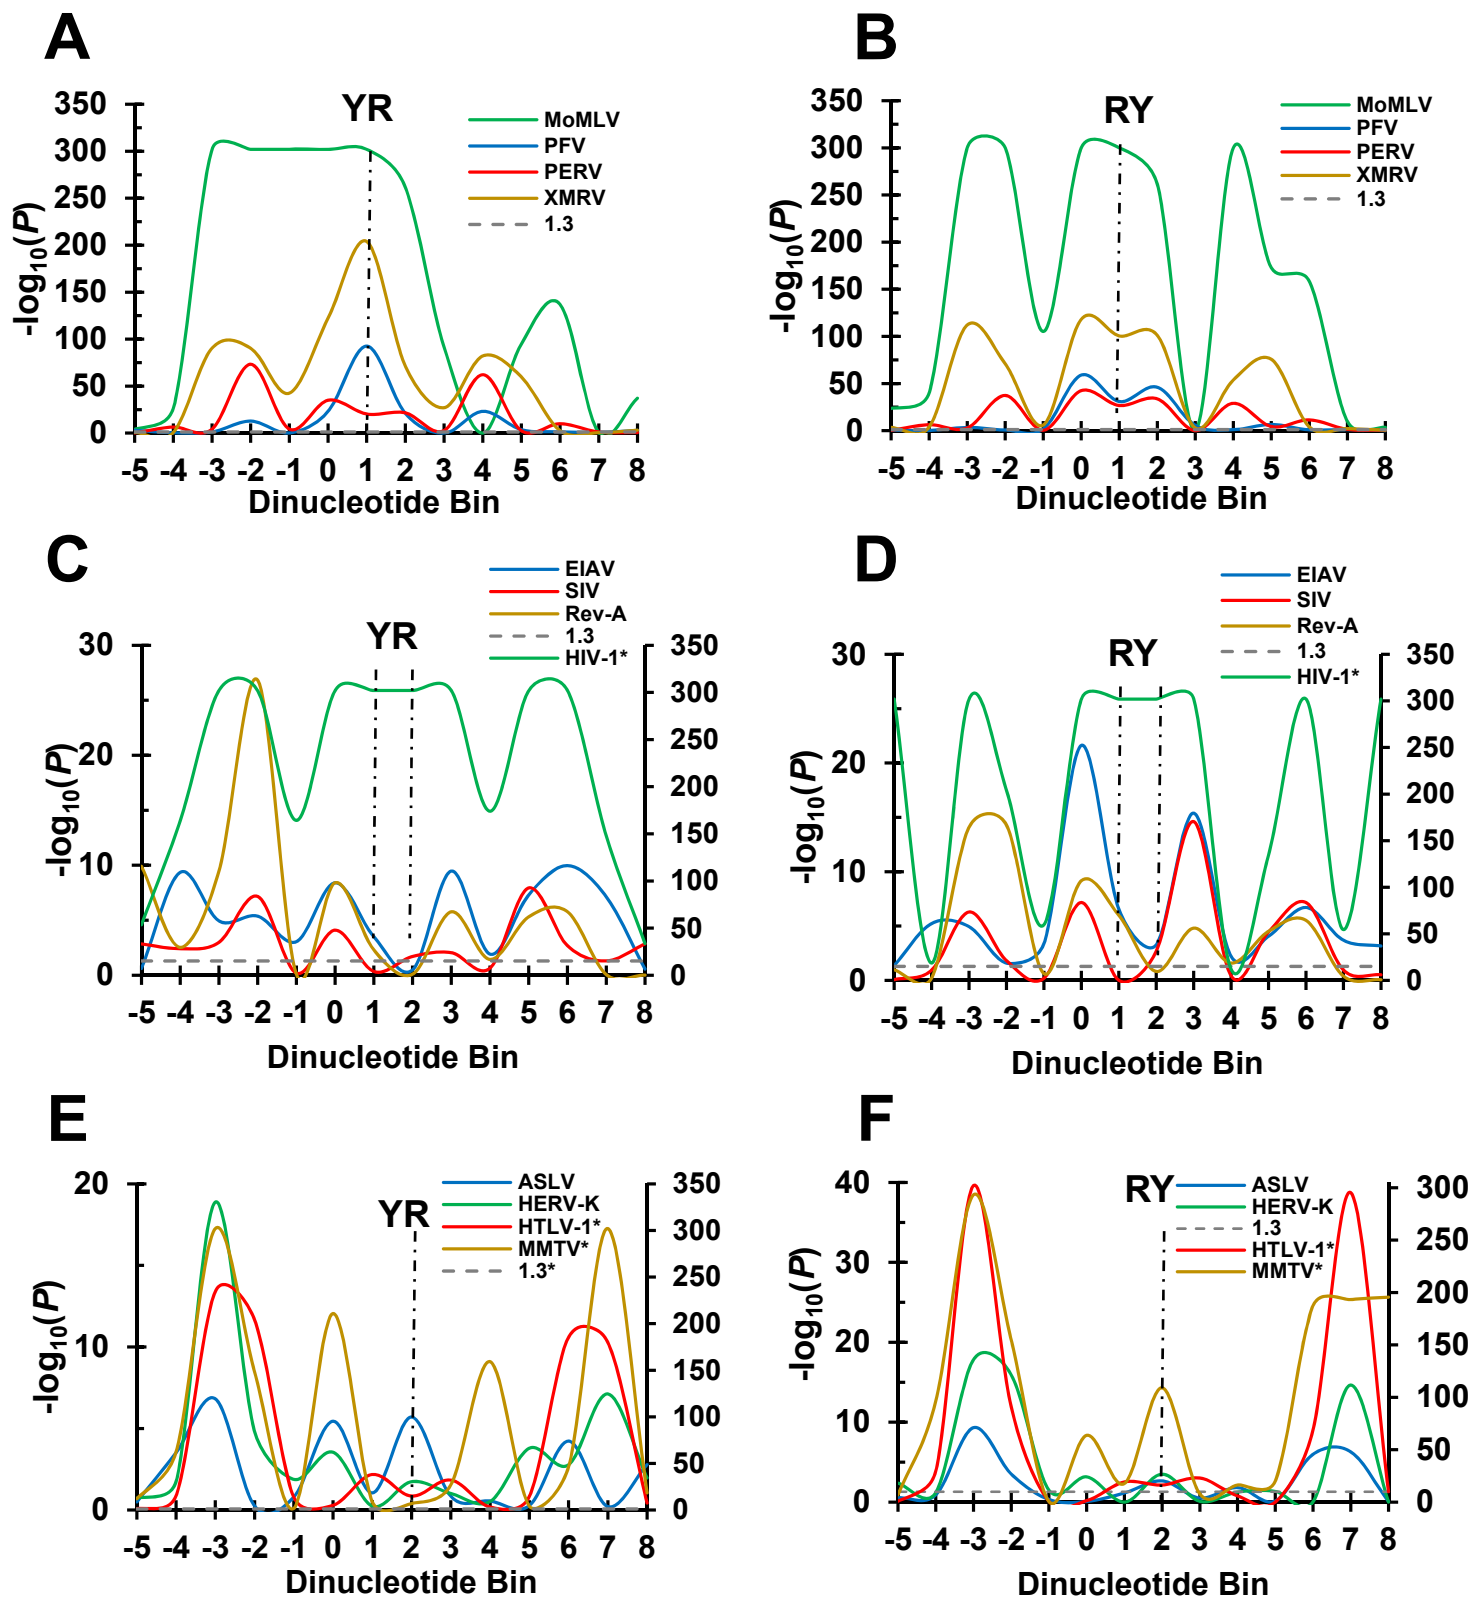 A
YR
350
300
250
200
150
100
50
0
-log10(P)
MoMLV
PFV
PERV
XMRV
1.3
-5 -4 -3 -2 -1 0 1 2 3 4 5 6 7 8
Dinucleotide Bin
B
RY
350
300
250
200
150
100
50
0
-log10(P)
MoMLV
PFV
PERV
XMRV
1.3
-5 -4 -3 -2 -1 0 1 2 3 4 5 6 7 8
Dinucleotide Bin
C
EIAV
SIV
Rev-A
1.3
HIV-1*
YR
30
20
10
0
-log10(P)
350
300
250
200
150
100
50
0
-5 -4 -3 -2 -1 0 1 2 3 4 5 6 7 8
Dinucleotide Bin
D
EIAV
SIV
Rev-A
1.3
HIV-1*
RY
30
20
10
0
-log10(P)
350
300
250
200
150
100
50
0
-5 -4 -3 -2 -1 0 1 2 3 4 5 6 7 8
Dinucleotide Bin
E
ASLV
HERV-K
HTLV-1*
MMTV*
1.3*
YR
20
10
0
-log10(P)
350
300
250
200
150
100
50
0
-5 -4 -3 -2 -1 0 1 2 3 4 5 6 7 8
Dinucleotide Bin
F
RY
ASLV
HERV-K
1.3
HTLV-1*
MMTV*
40
30
20
10
0
-log10(P)
300
250
200
150
100
50
0
-5 -4 -3 -2 -1 0 1 2 3 4 5 6 7 8
Dinucleotide Bin